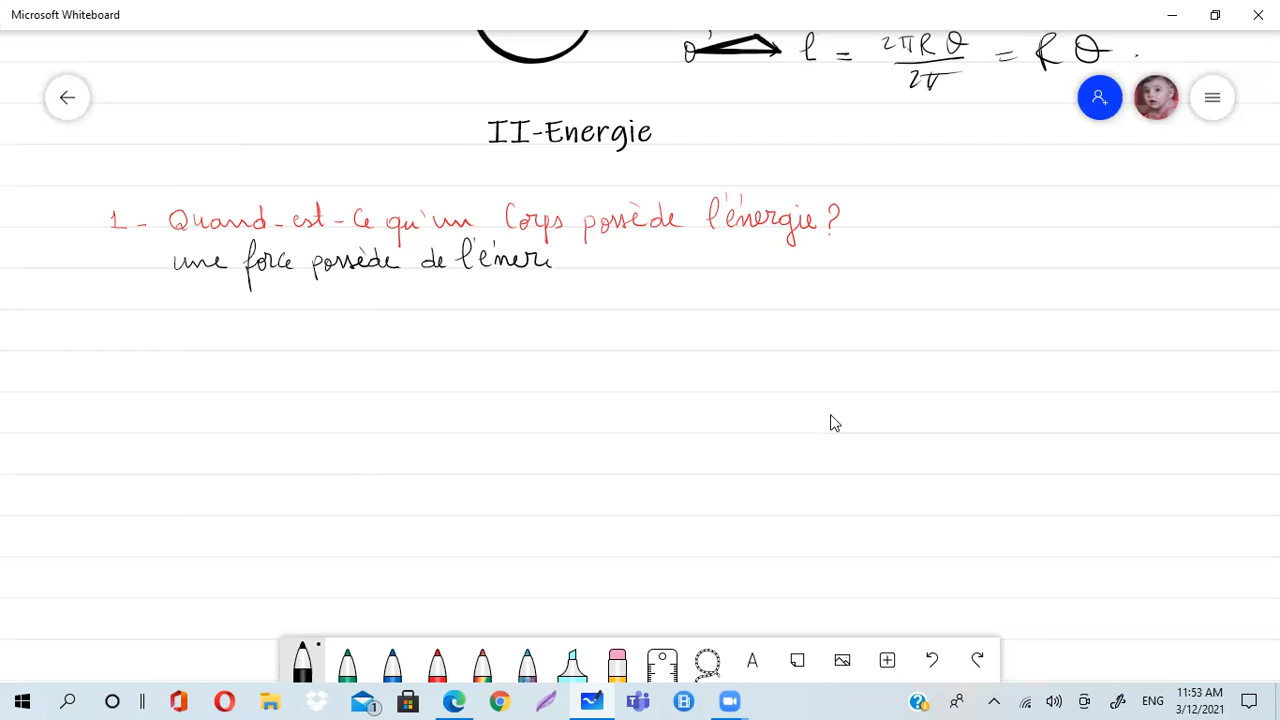 Microsoft Whiteboard
l = 2πRθ / 2π = Rθ.
II-Energie
1- Quand-est-ce qu'un Corps possède l'énergie?
une force possède de l'éner
ENG
11:53 AM
3/12/2021